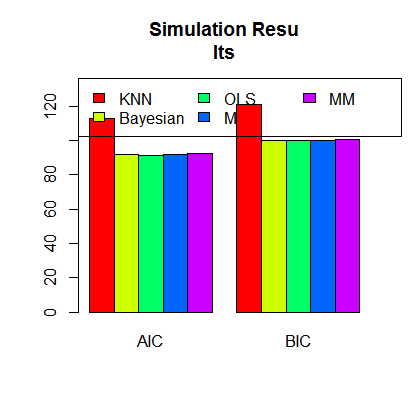 Simulation Resu
lts
KNN OLS MM
Bayesian M
120
80
60
40
20
0
AIC BIC